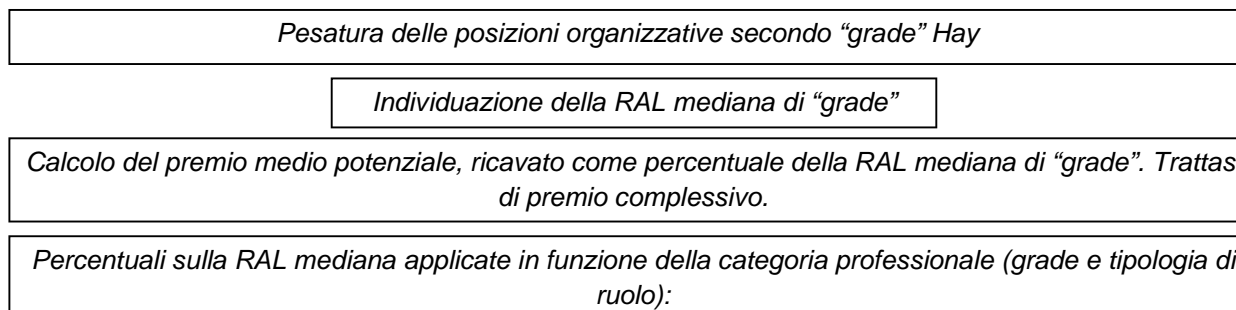 Pesatura delle posizioni organizzative secondo “grade” Hay
Individuazione della RAL mediana di “grade”
Calcolo del premio medio potenziale, ricavato come percentuale della RAL mediana di “grade”. Trattas
di premio complessivo.
Percentuali sulla RAL mediana applicate in funzione della categoria professionale (grade e tipologia di
ruolo):